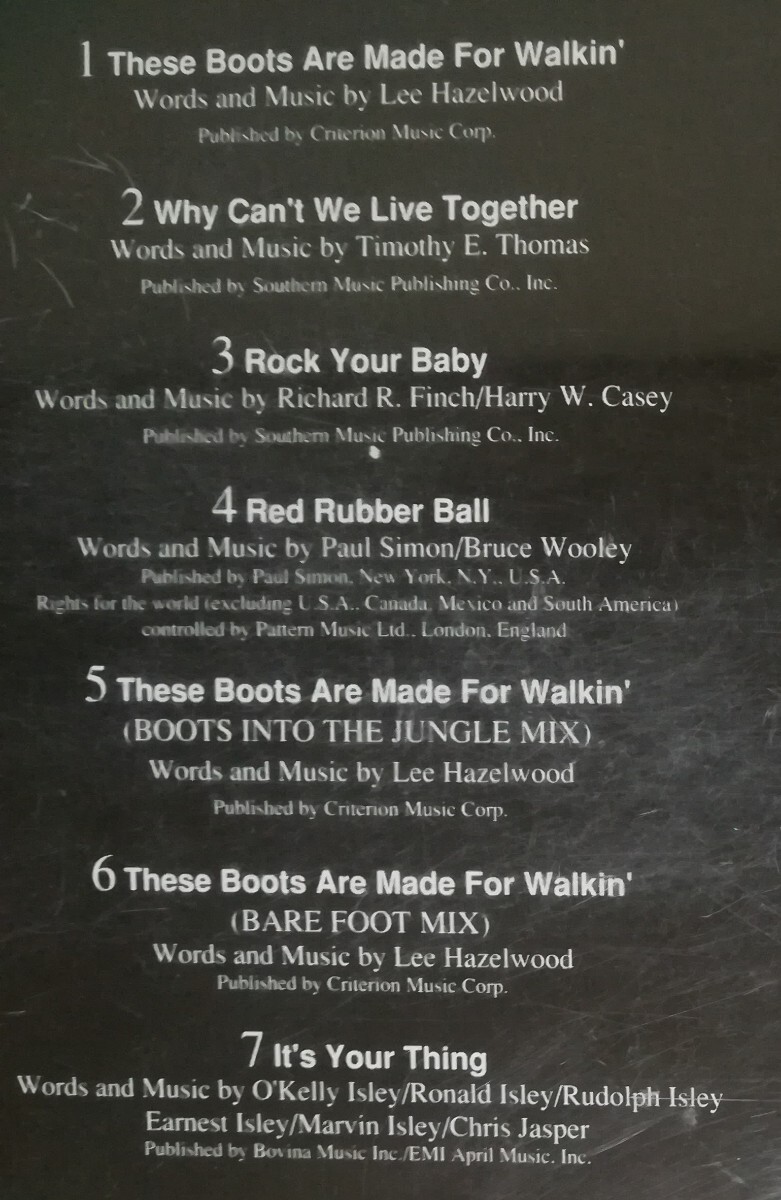 1 These Boots Are Made For Walkin'
Words and Music by Lee Hazelwood
Published by Criterion Music Corp.
2 Why Can't We Live Together
Words and Music by Timothy E. Thomas
Published by Southern Music Publishing Co., Inc.
3 Rock Your Baby
Words and Music by Richard R. Finch/Harry W. Casey
Published by Southern Music Publishing Co., Inc.
4 Red Rubber Ball
Words and Music by Paul Simon/Bruce Wooley
Published by Paul Simon, New York, N.Y., U.S.A.
Rights for the world (excluding U.S.A., Canada, Mexico and South America)
controlled by Pattern Music Ltd., London, England
5 These Boots Are Made For Walkin'
(BOOTS INTO THE JUNGLE MIX)
Words and Music by Lee Hazelwood
Published by Criterion Music Corp.
6 These Boots Are Made For Walkin'
(BARE FOOT MIX)
Words and Music by Lee Hazelwood
Published by Criterion Music Corp.
7 It's Your Thing
Words and Music by O'Kelly Isley/Ronald Isley/Rudolph Isley
Earnest Isley/Marvin Isley/Chris Jasper
Published by Bovina Music Inc./EMI April Music, Inc.